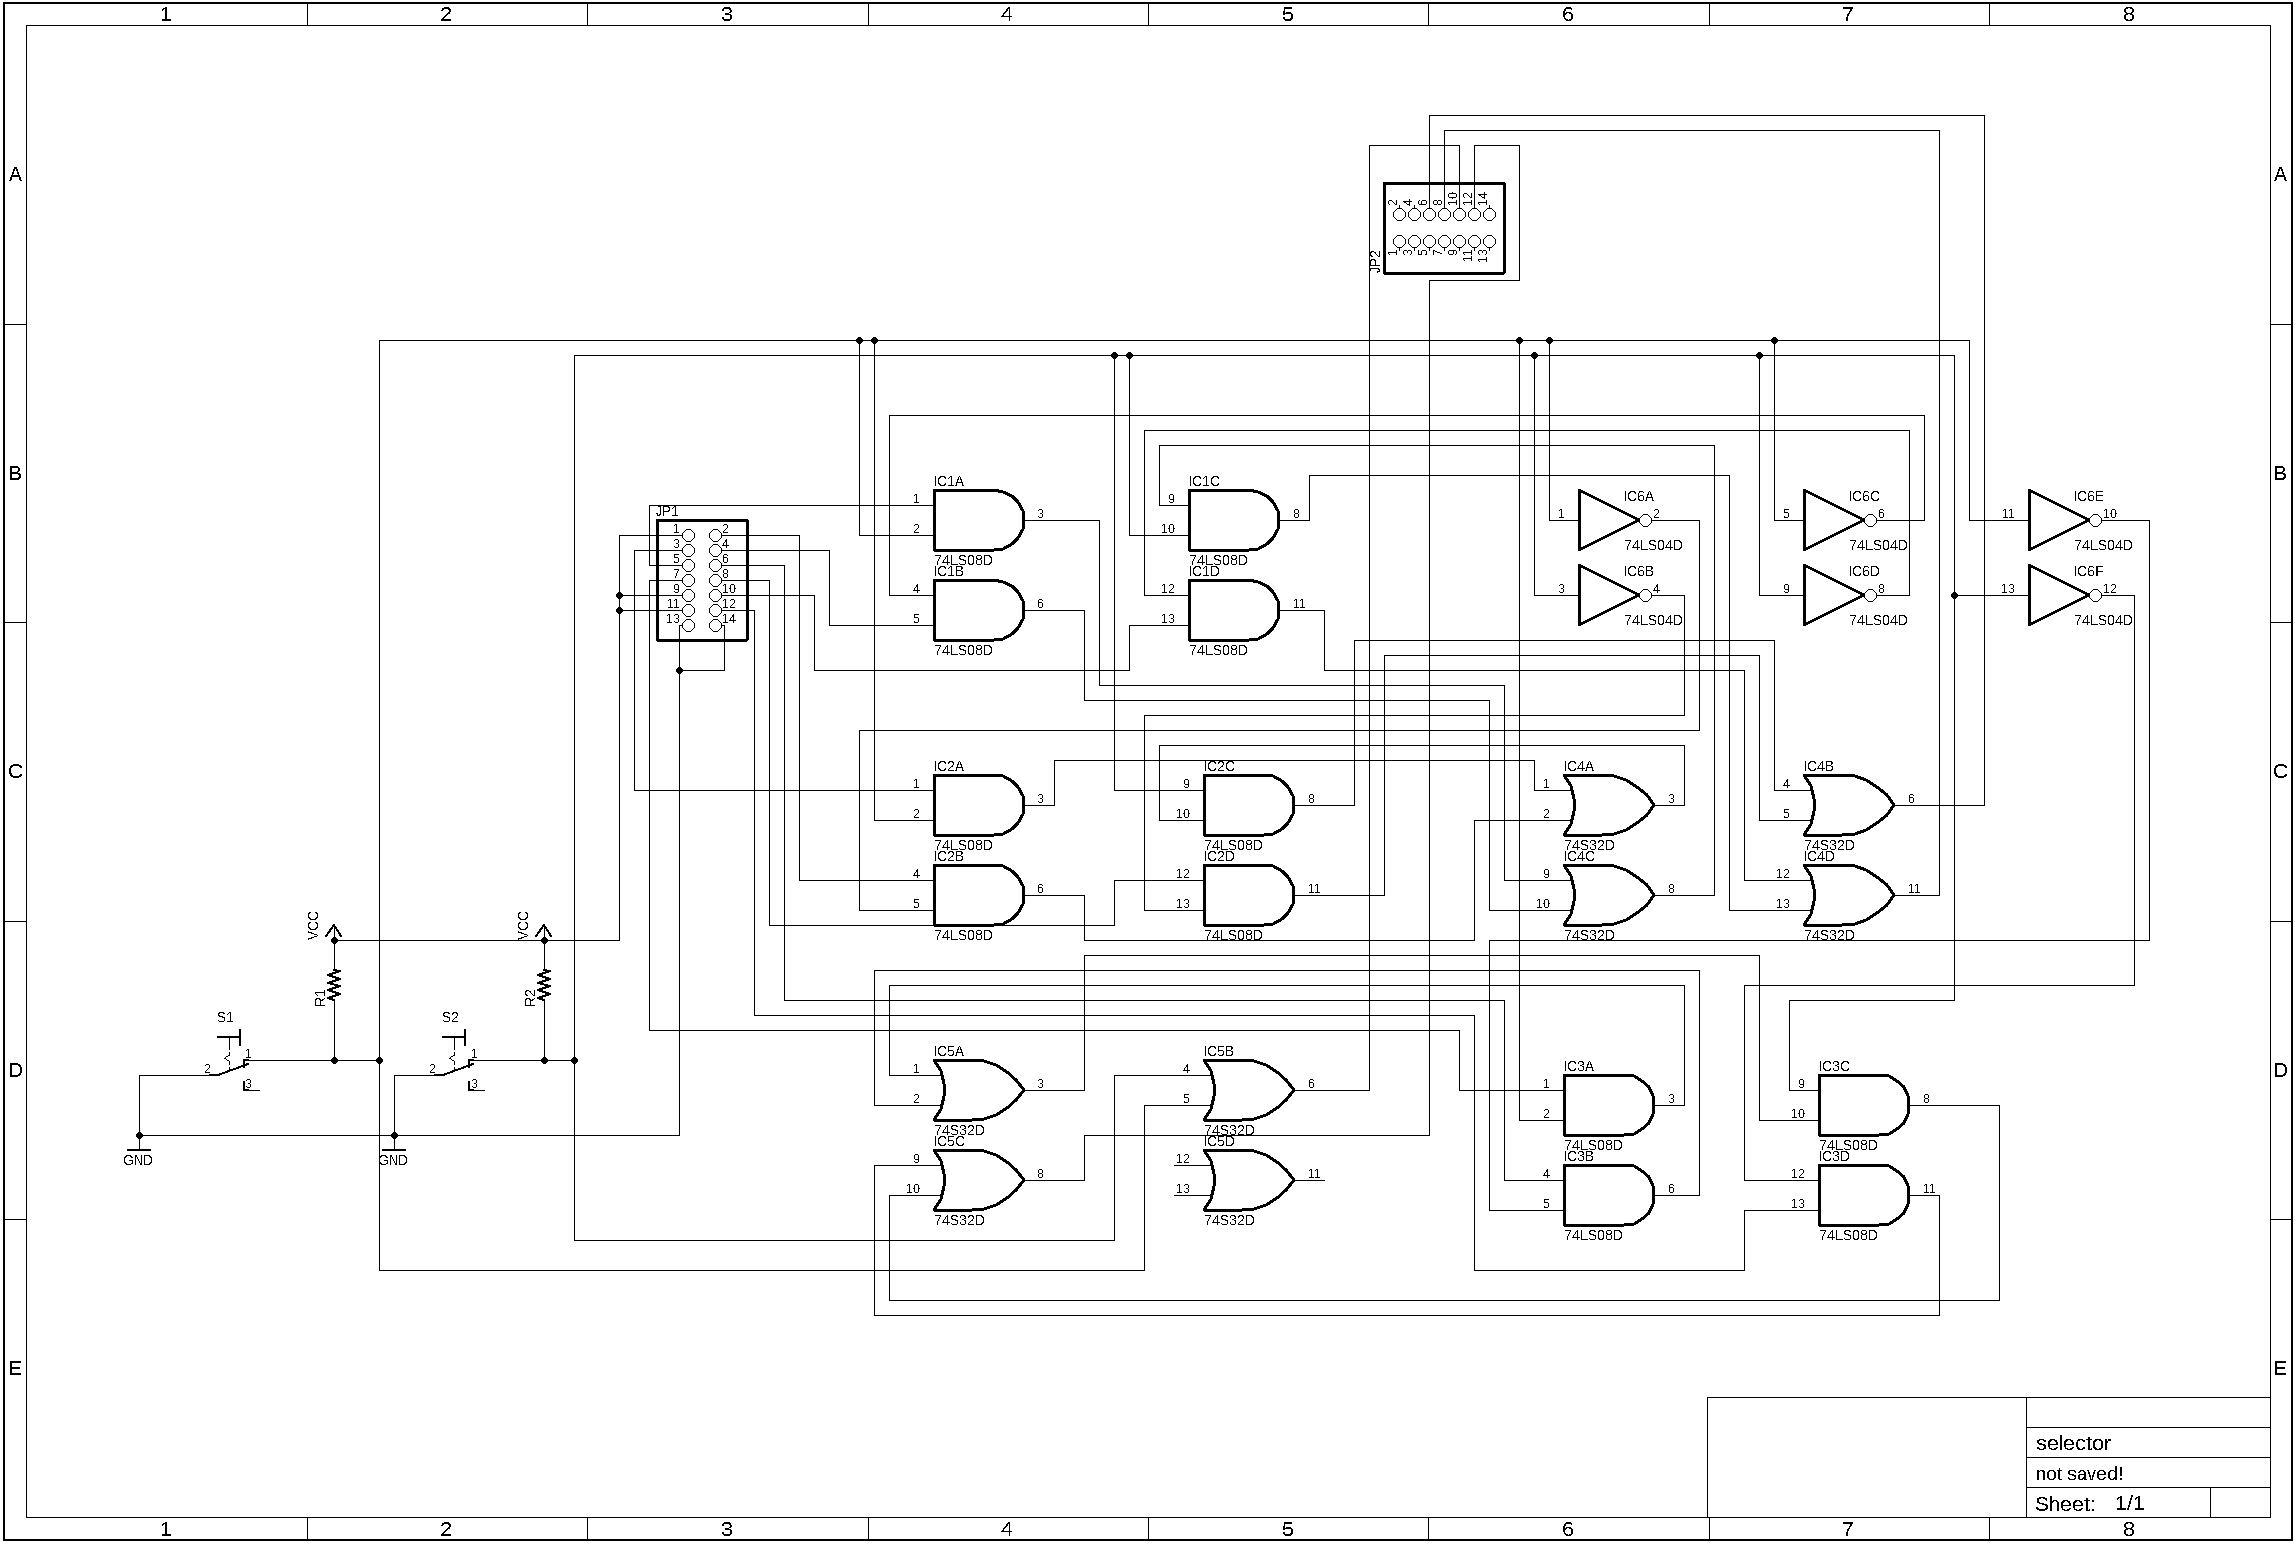 1 2 3 4 5 6 7 8
A A
2 4 6 8 10 12 14
1 3 5 7 9 11 13
JP2
B B
IC1A IC1C
1 3 9 8 IC6A IC6C IC6E
2 10 1 2 5 6 11 10
JP1
74LS08D 74LS08D 74LS04D 74LS04D 74LS04D
1 2
3 4
5 6
7 8
9 10
11 12
13 14
IC1B IC1D IC6B IC6D IC6F
4 6 12 11 3 4 9 8 13 12
5 13 74LS04D 74LS04D 74LS04D
74LS08D 74LS08D
C C
IC2A IC2C IC4A IC4B
1 3 9 8 1 3 4 6
2 10 2 5
74LS08D 74LS08D 74S32D 74S32D
IC2B IC2D IC4C IC4D
4 6 12 11 9 8 12 11
5 13 10 13
74LS08D 74LS08D 74S32D 74S32D
VCC VCC
R1 R2
S1 S2
1 2 3 1 2 3
GND GND
D D
IC5A IC5B IC3A IC3C
1 3 4 6 1 3 9 8
2 5 2 10
74S32D 74S32D 74LS08D 74LS08D
IC5C IC5D IC3B IC3D
9 8 12 11 4 6 12 11
10 13 5 13
74S32D 74S32D 74LS08D 74LS08D
E E
selector
not saved!
Sheet: 1/1
1 2 3 4 5 6 7 8